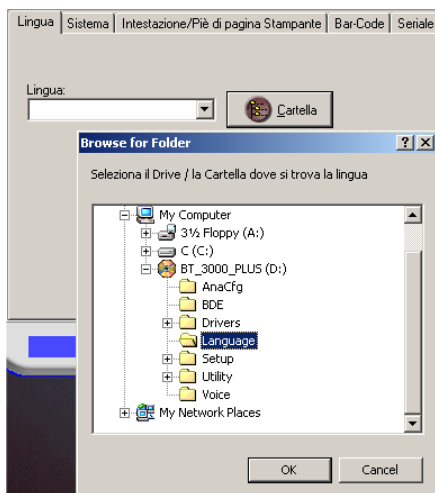 Lingua Sistema Intestazione/Piè di pagina Stampante Bar-Code Seriale
Lingua:
Cartella
Browse for Folder
Seleziona il Drive / la Cartella dove si trova la lingua
My Computer
3½ Floppy (A:)
C (C:)
BT_3000_PLUS (D:)
AnaCfg
BDE
Drivers
Language
Setup
Utility
Voice
My Network Places
OK Cancel